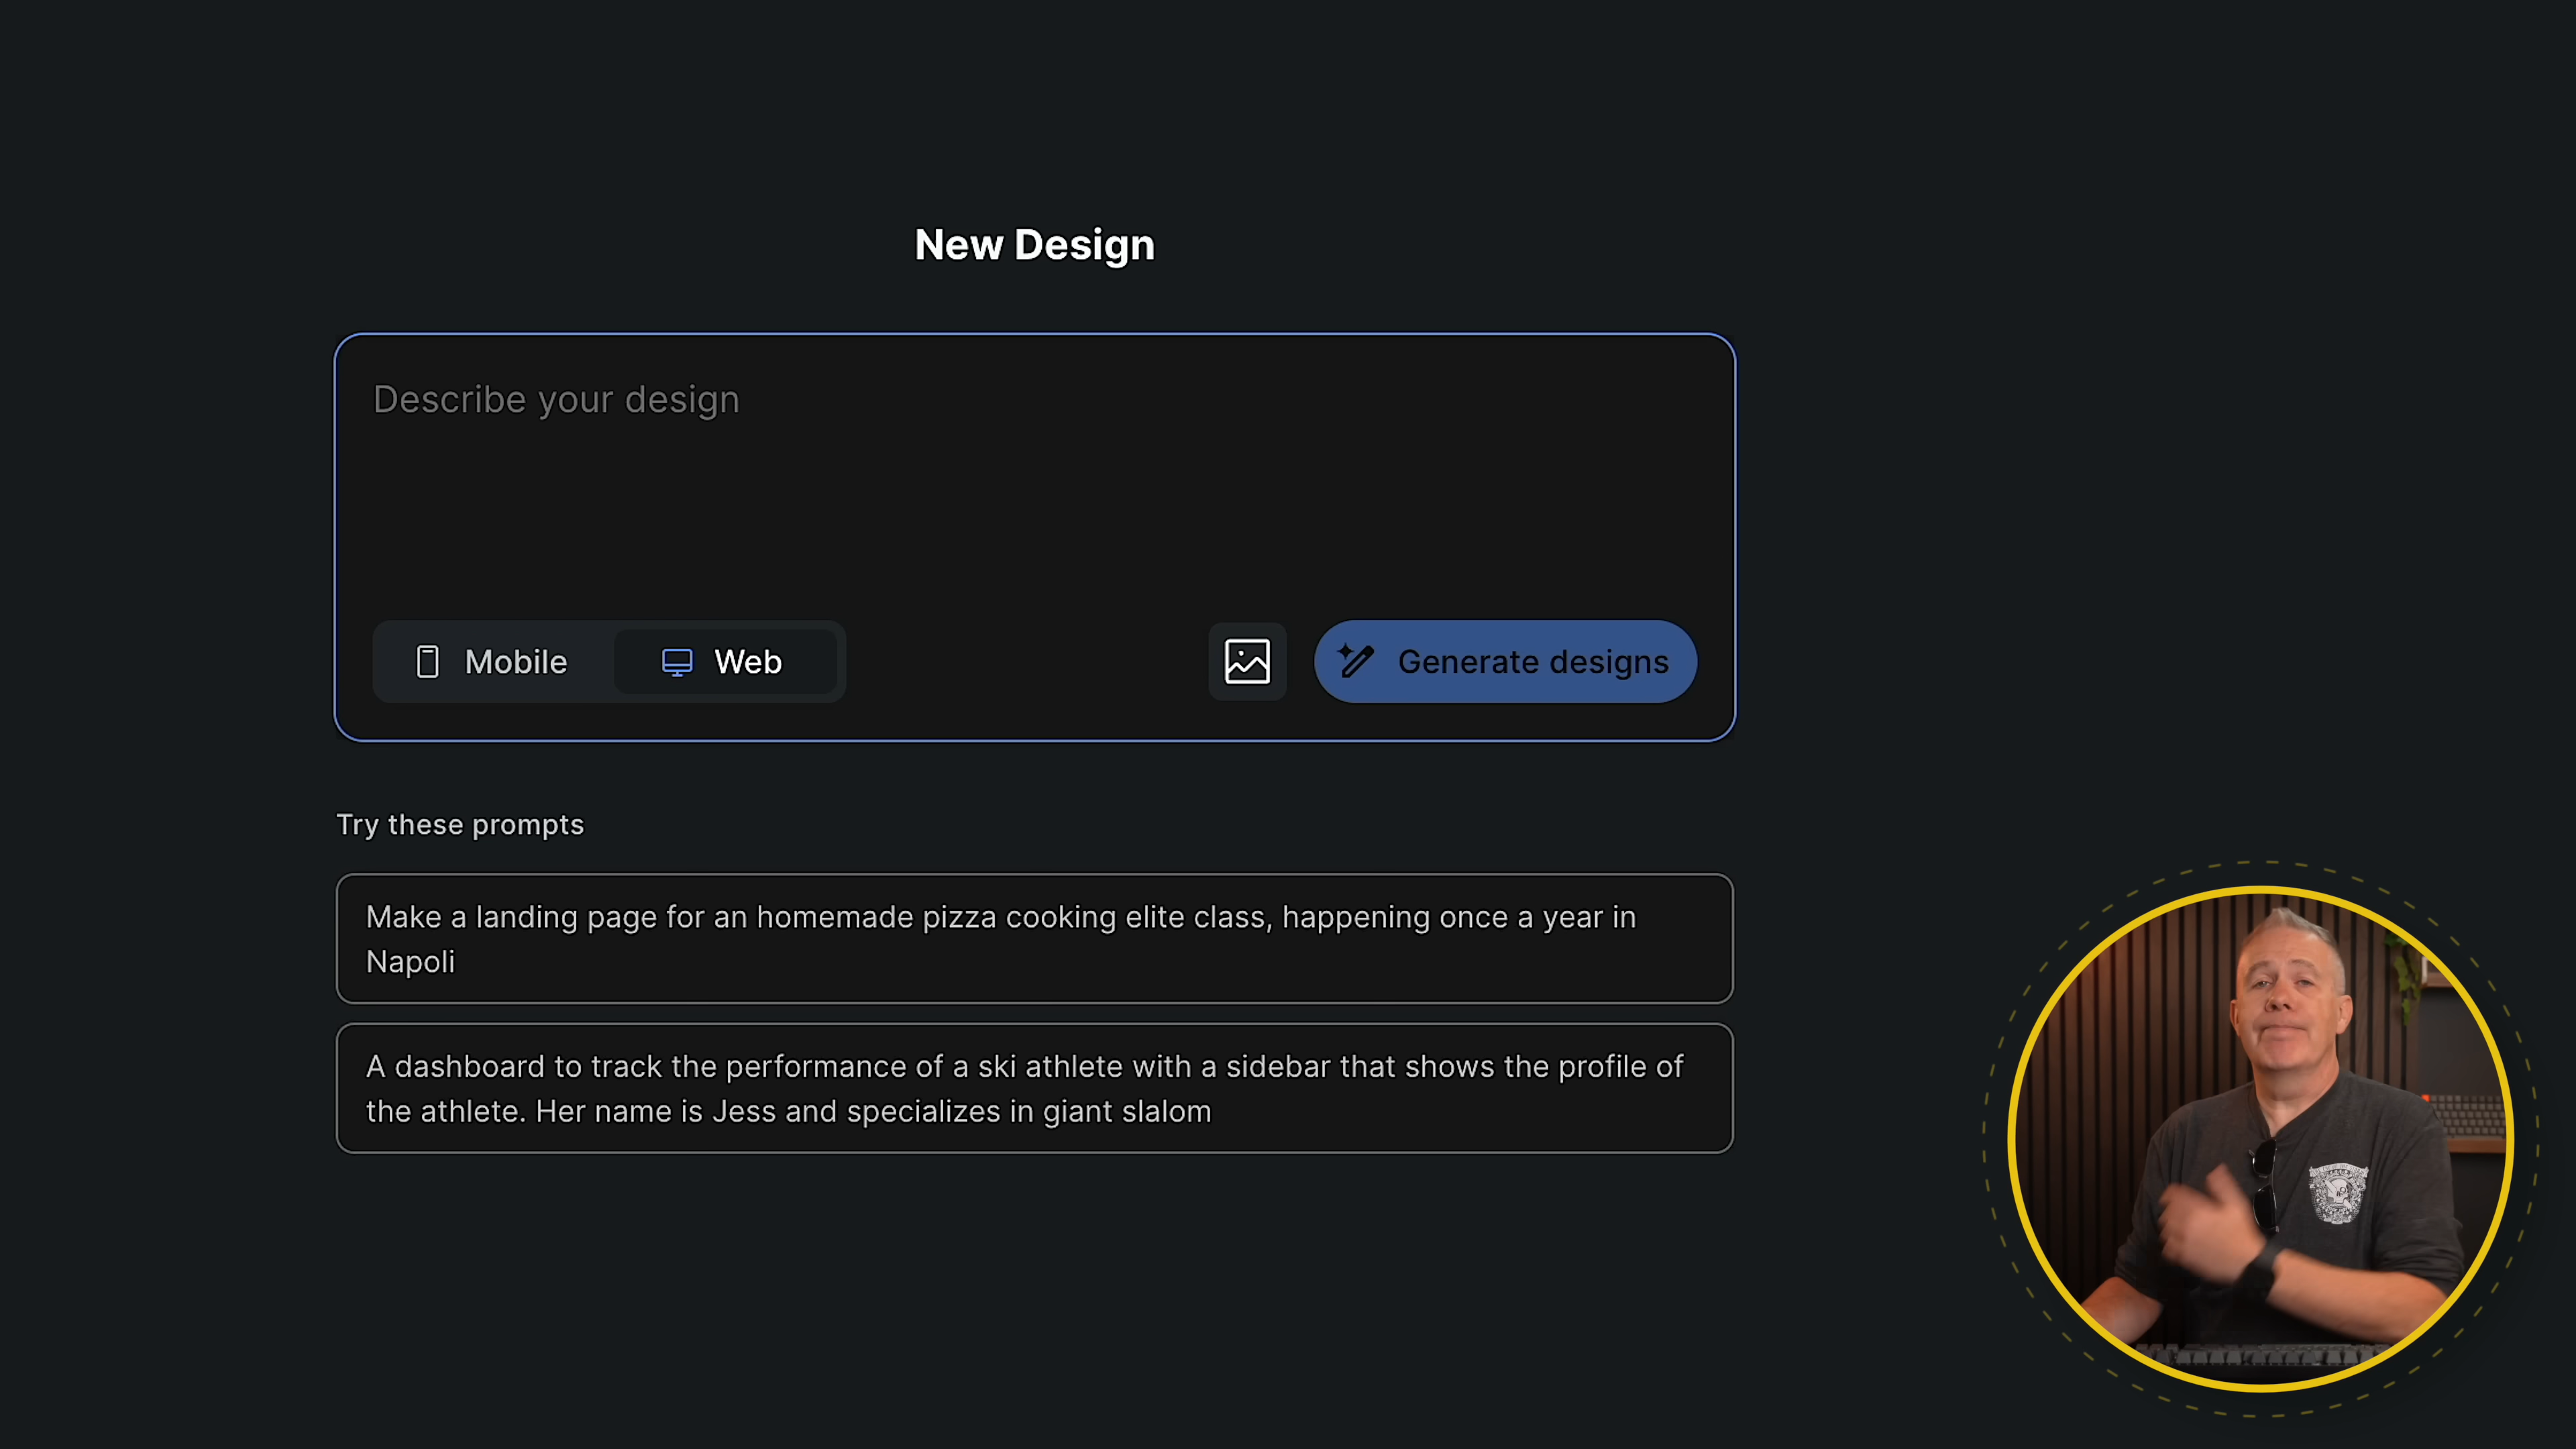 New Design
Describe your design
Mobile
Web
Generate designs
Try these prompts
Make a landing page for an homemade pizza cooking elite class, happening once a year in
Napoli
A dashboard to track the performance of a ski athlete with a sidebar that shows the profile of
the athlete. Her name is Jess and specializes in giant slalom